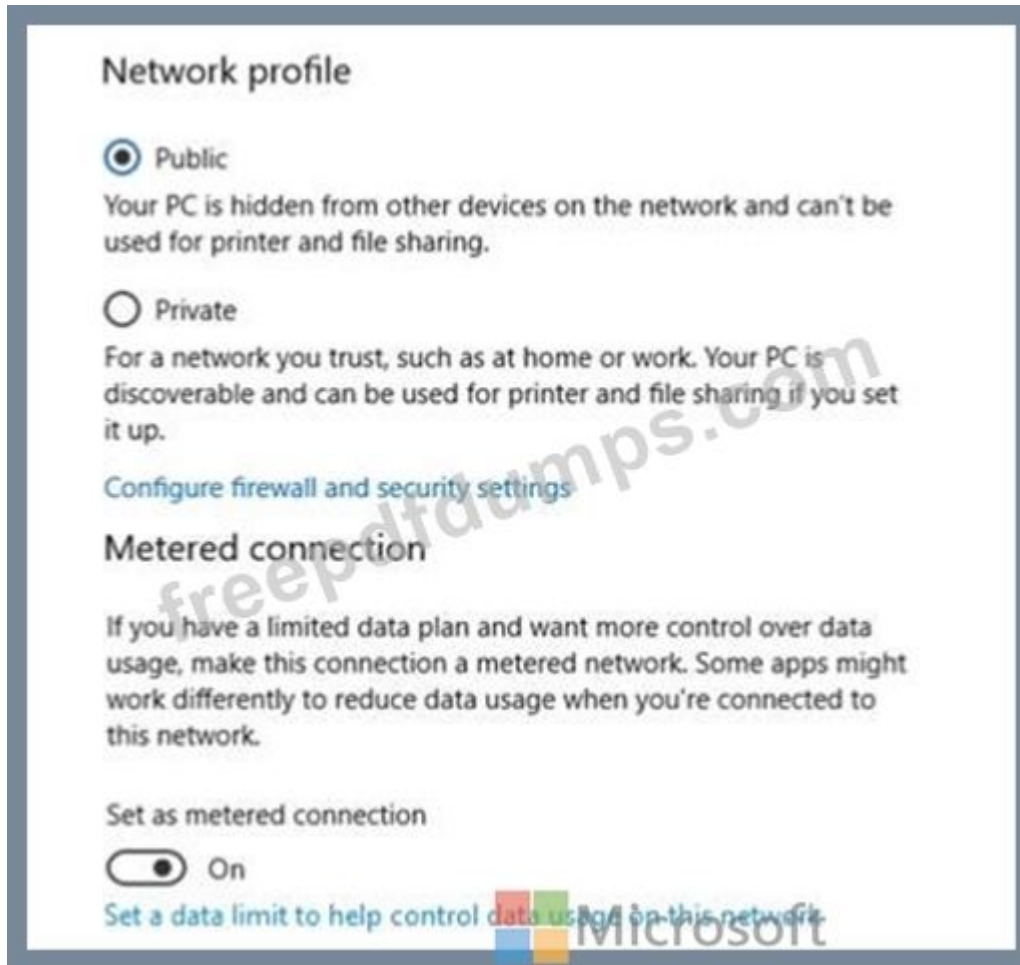 Network profile
Public
Your PC is hidden from other devices on the network and can't be
used for printer and file sharing.
Private
For a network you trust, such as at home or work. Your PC is
discoverable and can be used for printer and file sharing if you set
it up.
Configure firewall and security settings
freepdfdumps.com
Metered connection
If you have a limited data plan and want more control over data
usage, make this connection a metered network. Some apps might
work differently to reduce data usage when you're connected to
this network.
Set as metered connection
On
Set a data limit to help control data usage on this network
Microsoft